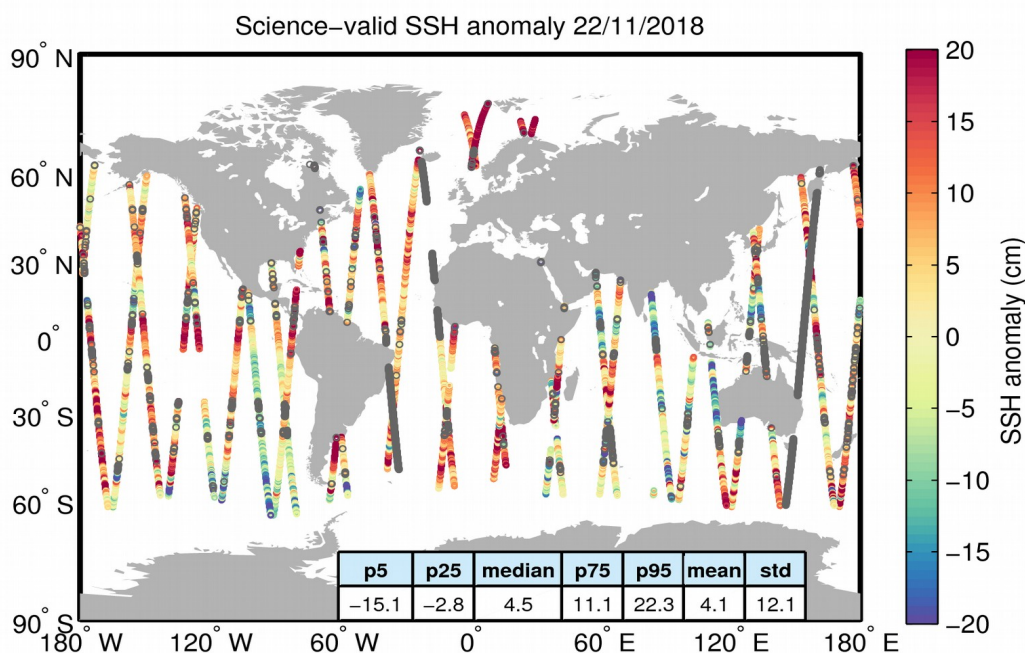 Science−valid SSH anomaly 22/11/2018
90° N
60° N
30° N
0°
30° S
60° S
90° S
180° W
120° W
60° W
0°
60° E
120° E
180° E
p5 p25 median p75 p95 mean std
−15.1 −2.8 4.5 11.1 22.3 4.1 12.1
20
15
10
5
0
−5
−10
−15
−20
SSH anomaly (cm)